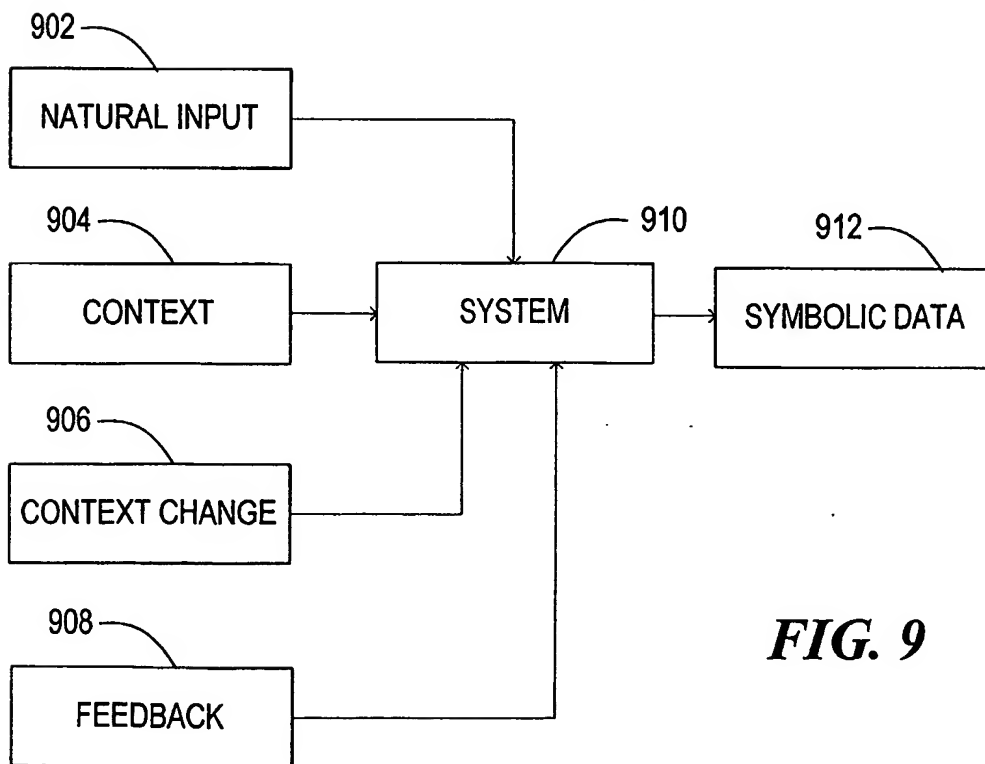 902
NATURAL INPUT
904
CONTEXT
910
SYSTEM
912
SYMBOLIC DATA
906
CONTEXT CHANGE
908
FEEDBACK
FIG. 9